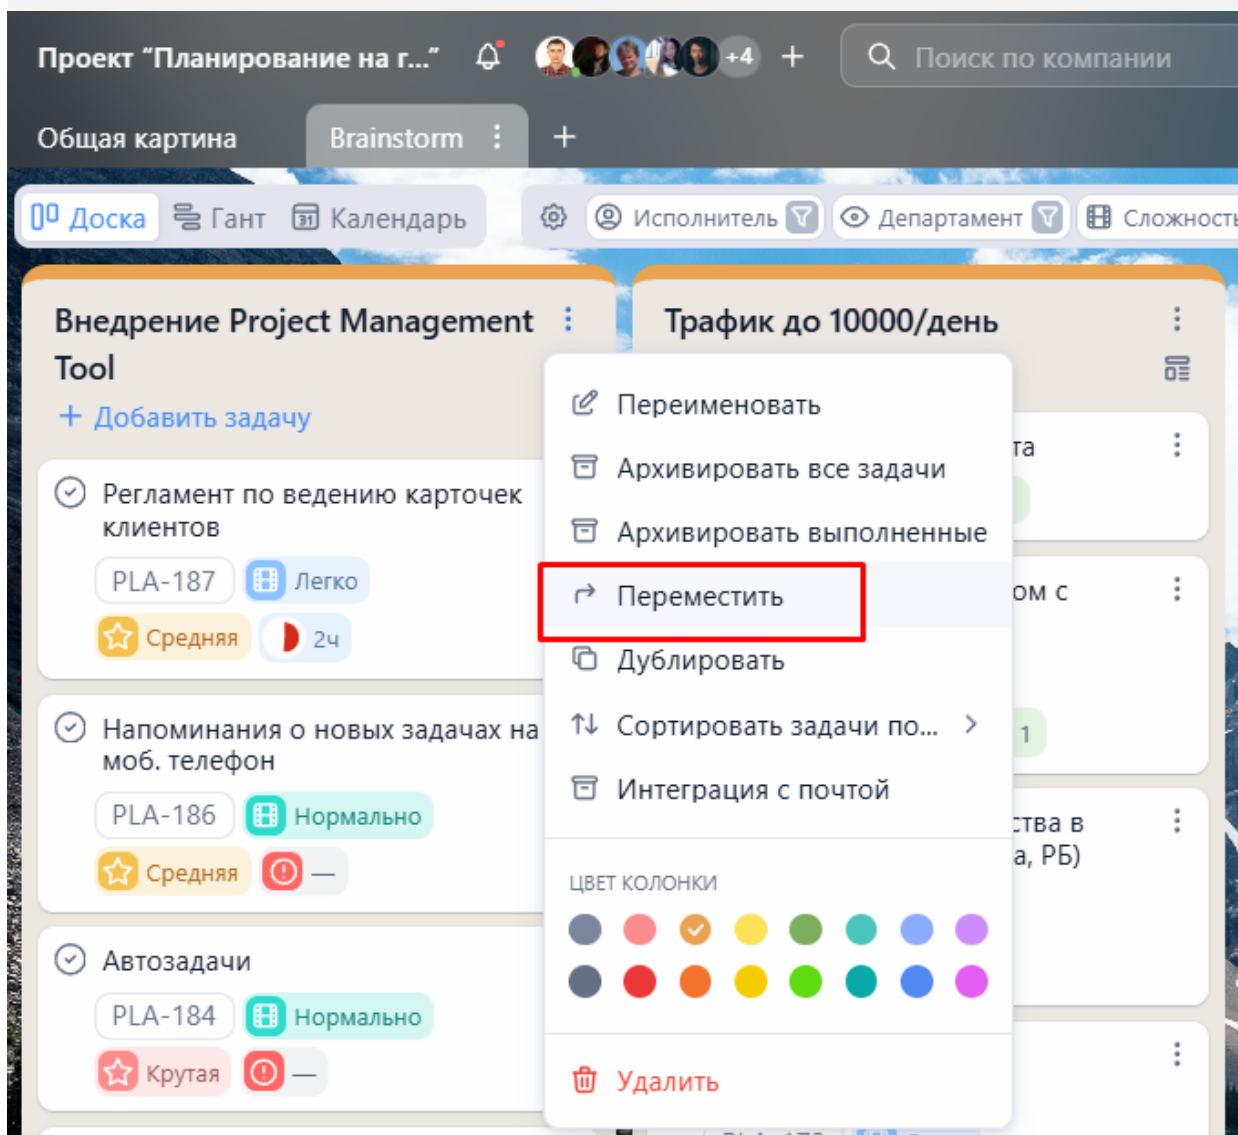 Проект “Планирование на г...”
+4
Поиск по компании
Общая картина
Brainstorm
Доска
Гант
31
Календарь
Исполнитель
Департамент
Сложность
Внедрение Project Management
Tool
Добавить задачу
Регламент по ведению карточек
клиентов
PLA-187
Легко
Средняя
2ч
Напоминания о новых задачах на
моб. телефон
PLA-186
Нормально
Средняя
—
Автозадачи
PLA-184
Нормально
Крутая
—
Трафик до 10000/день
Переименовать
Архивировать все задачи
Архивировать выполненные
Переместить
Дублировать
Сортировать задачи по...
Интеграция с почтой
ЦВЕТ КОЛОНКИ
Удалить
та
ом с
1
ства в
а, РБ)